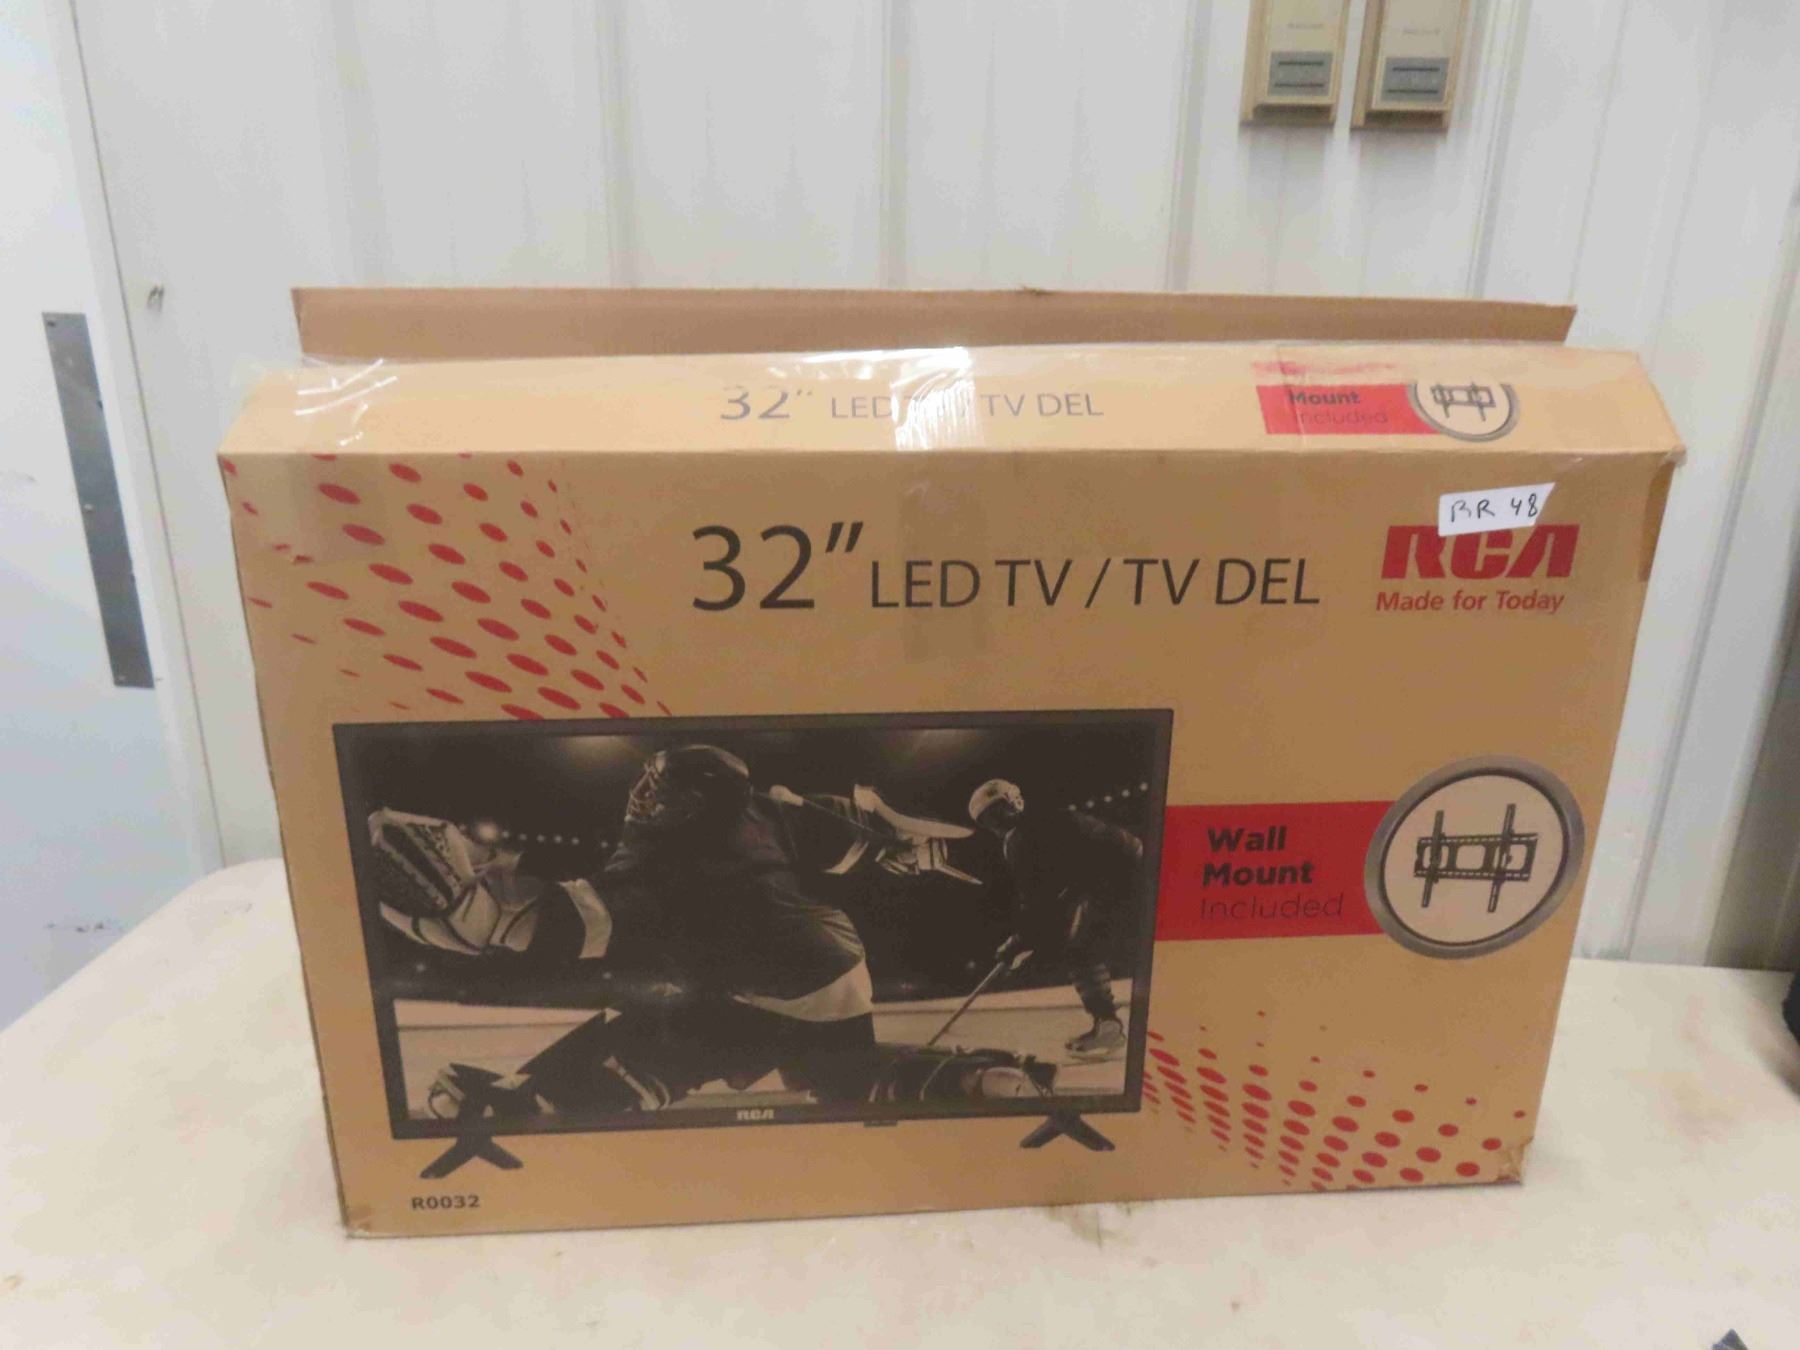 32" LED TV / TV DEL
Mount
Included
BR 48
32" LED TV / TV DEL
RCA
Made for Today
Wall
Mount
Included
RCA
R0032